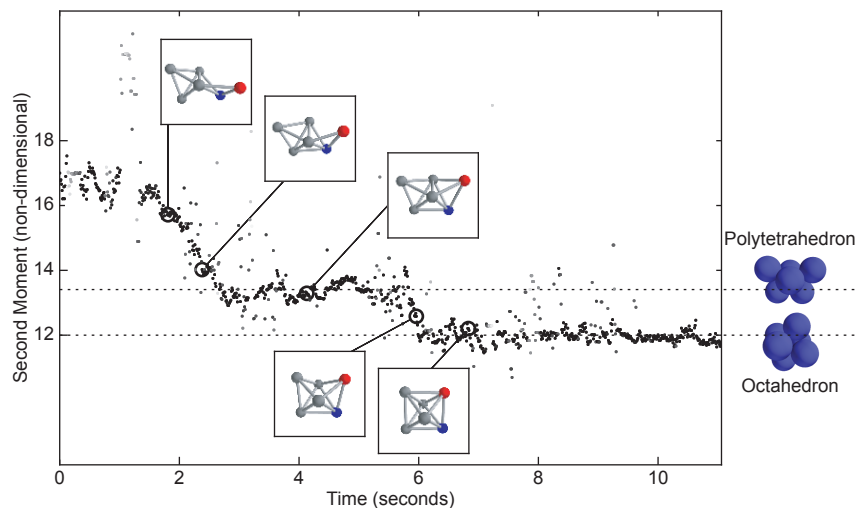 18
16
14
12
Second Moment (non-dimensional)
0
2
4
6
8
10
Time (seconds)
Polytetrahedron
Octahedron